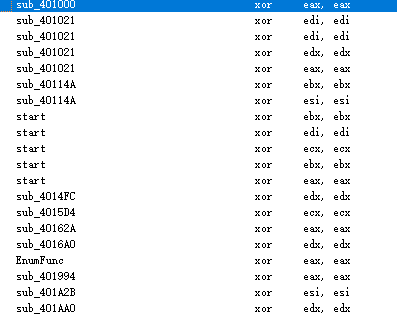 sub_401000 xor eax, eax
sub_401021 xor edi, edi
sub_401021 xor edi, edi
sub_401021 xor edx, edx
sub_401021 xor eax, eax
sub_40114A xor ebx, ebx
sub_40114A xor esi, esi
start xor ebx, ebx
start xor edi, edi
start xor ecx, ecx
start xor ebx, ebx
start xor eax, eax
sub_4014FC xor edx, edx
sub_4015D4 xor ecx, ecx
sub_40162A xor eax, eax
sub_4016A0 xor edx, edx
EnumFunc xor eax, eax
sub_401994 xor eax, eax
sub_401A2B xor esi, esi
sub_401AA0 xor edx, edx